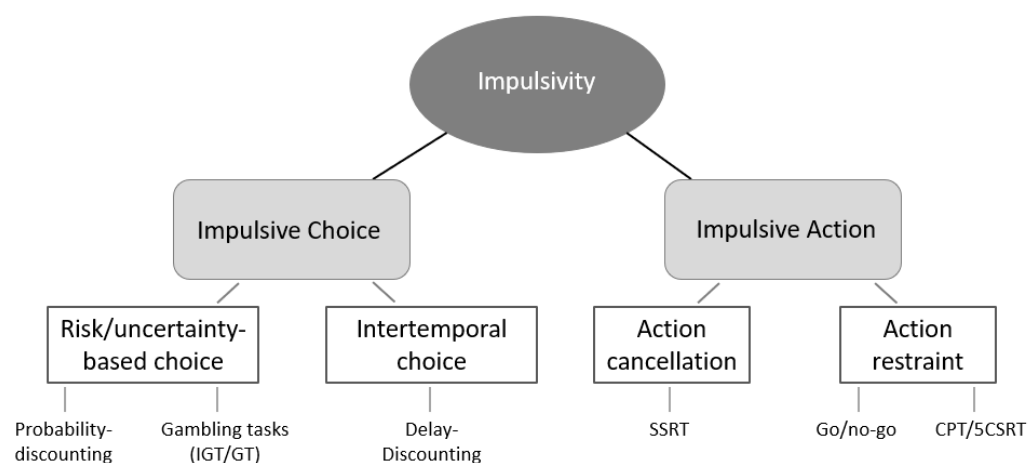 Impulsivity
Impulsive Choice
Impulsive Action
Risk/uncertainty-
based choice
Intertemporal
choice
Action
cancellation
Action
restraint
Probability-
discounting
Gambling tasks
(IGT/GT)
Delay-
Discounting
SSRT
Go/no-go
CPT/5CSRT